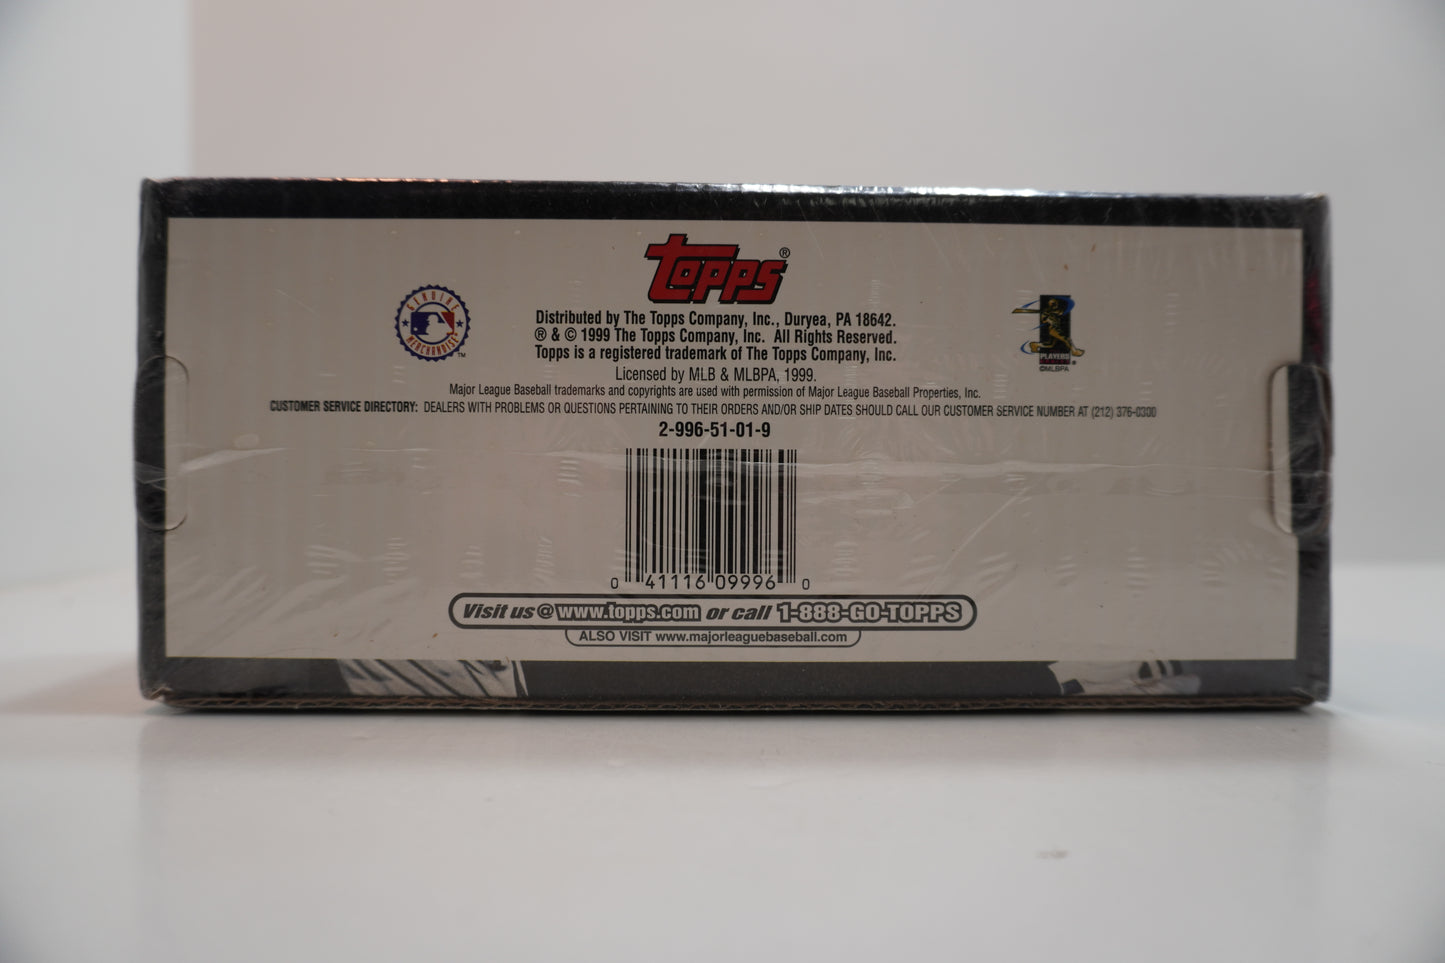 Topps®
GENUINE MERCHANDISE ™
Distributed by The Topps Company, Inc., Duryea, PA 18642.
® & © 1999 The Topps Company, Inc. All Rights Reserved.
Topps is a registered trademark of The Topps Company, Inc.
PLAYERS
©MLBPA
Licensed by MLB & MLBPA, 1999.
Major League Baseball trademarks and copyrights are used with permission of Major League Baseball Properties, Inc.
CUSTOMER SERVICE DIRECTORY: DEALERS WITH PROBLEMS OR QUESTIONS PERTAINING TO THEIR ORDERS AND/OR SHIP DATES SHOULD CALL OUR CUSTOMER SERVICE NUMBER AT (212) 376-0300
2-996-51-01-9
0 41116 09996 0
Visit us @ www.topps.com or call 1-888-GO-TOPPS
ALSO VISIT www.majorleaguebaseball.com